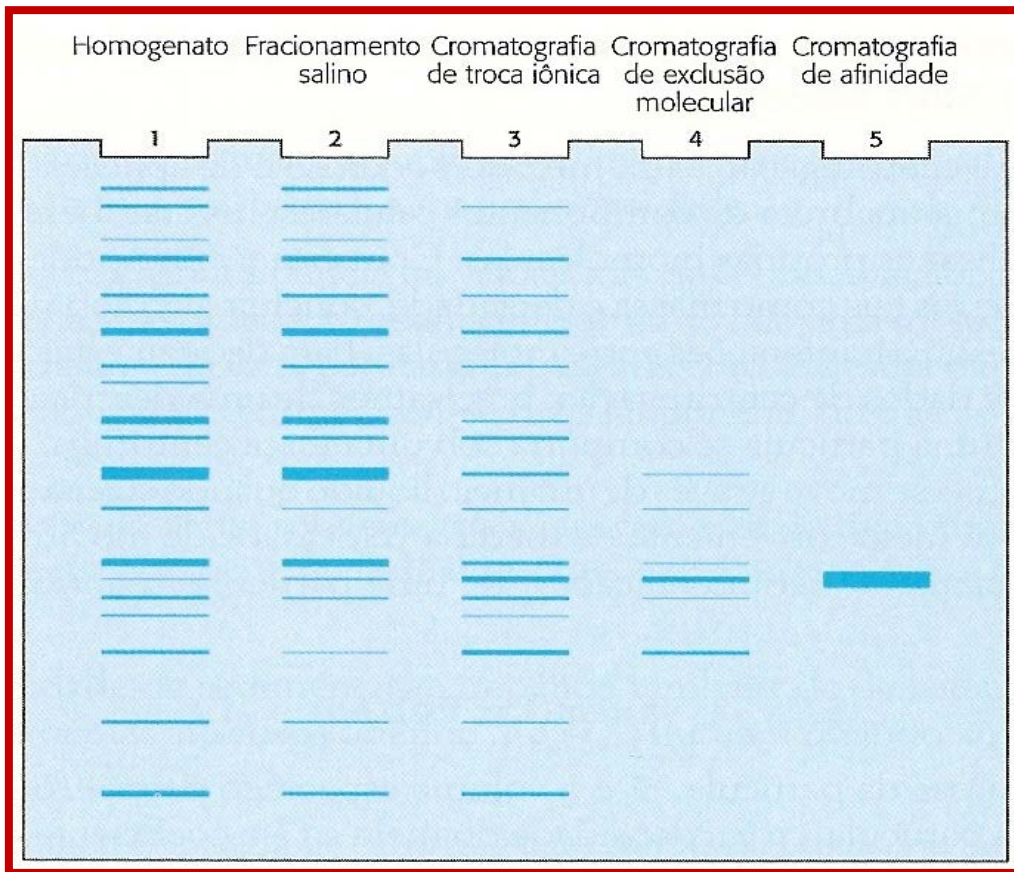 Homogenato
Fracionamento
salino
Cromatografia
de troca iônica
Cromatografia
de exclusão
molecular
Cromatografia
de afinidade
1
2
3
4
5